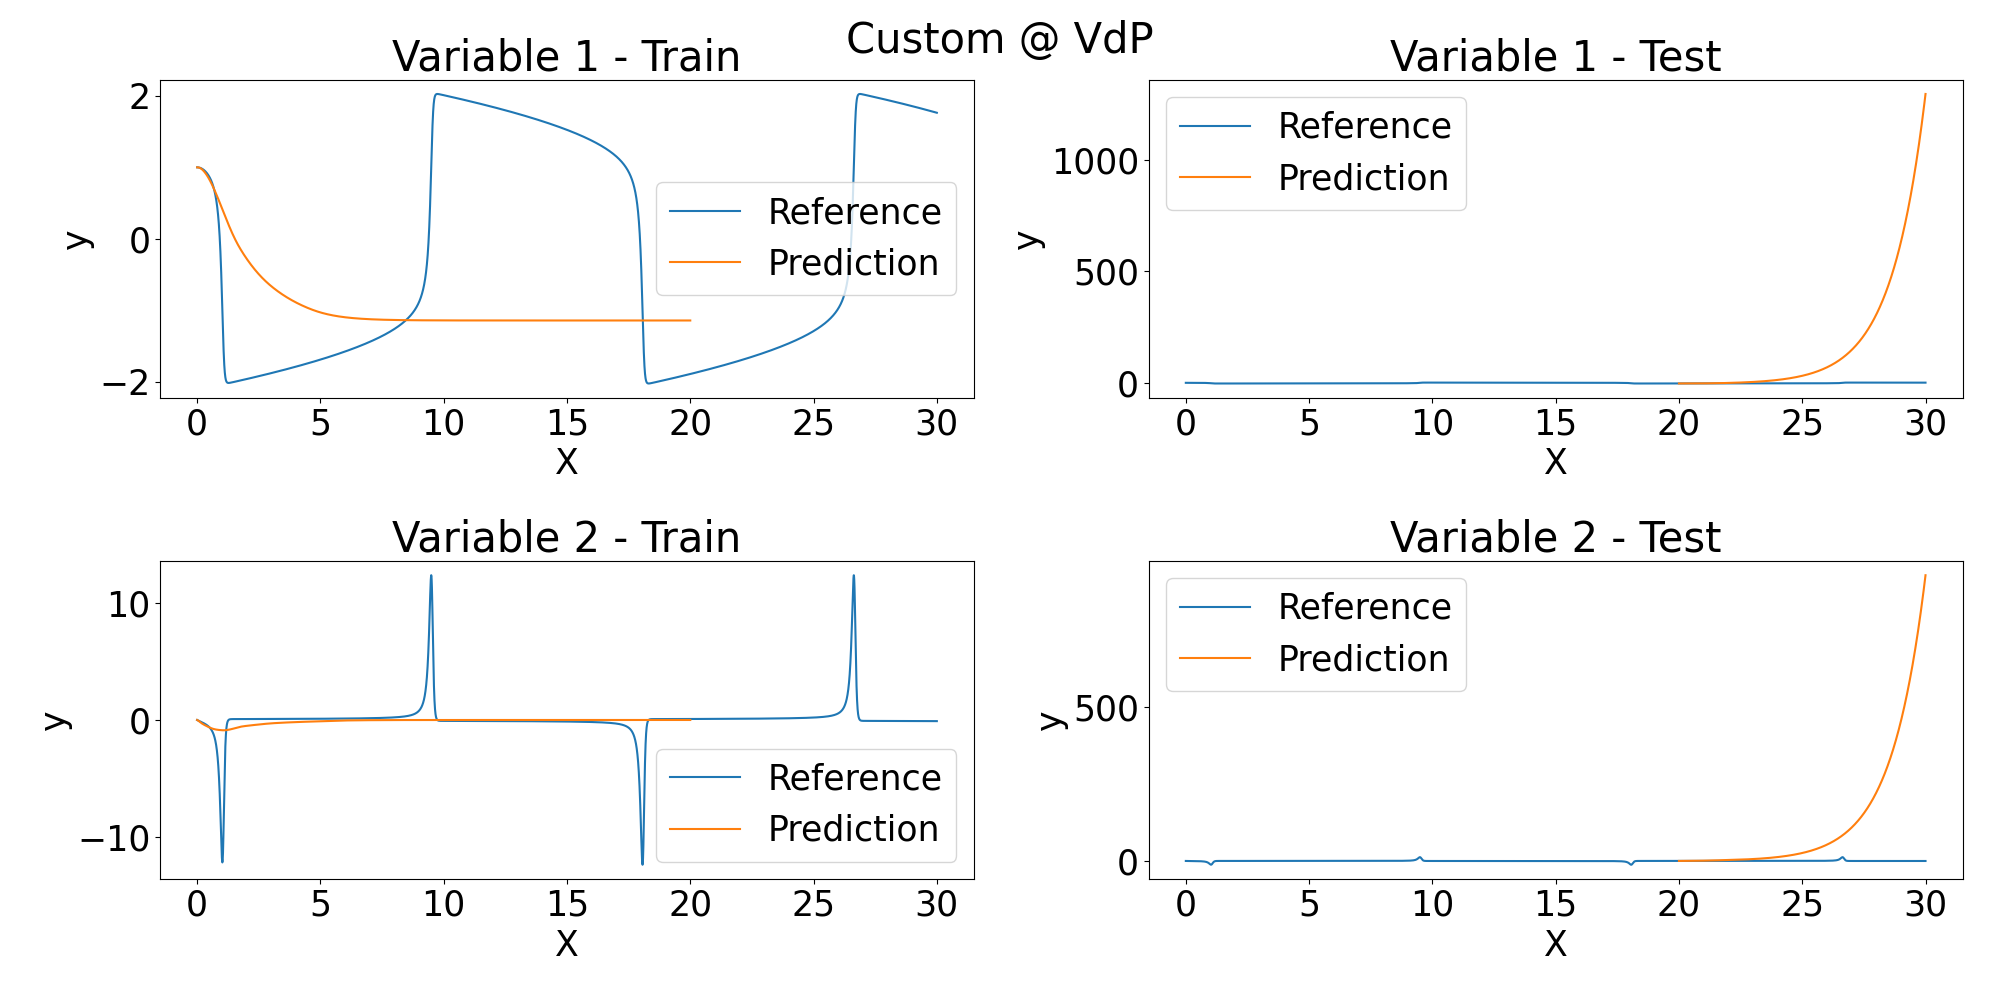 Custom @ VdP
Variable 1 - Train
2
0
−2
y
Reference
Prediction
0 5 10 15 20 25 30
X
Variable 1 - Test
1000
500
0
y
Reference
Prediction
0 5 10 15 20 25 30
X
Variable 2 - Train
10
0
−10
y
Reference
Prediction
0 5 10 15 20 25 30
X
Variable 2 - Test
500
0
y
Reference
Prediction
0 5 10 15 20 25 30
X